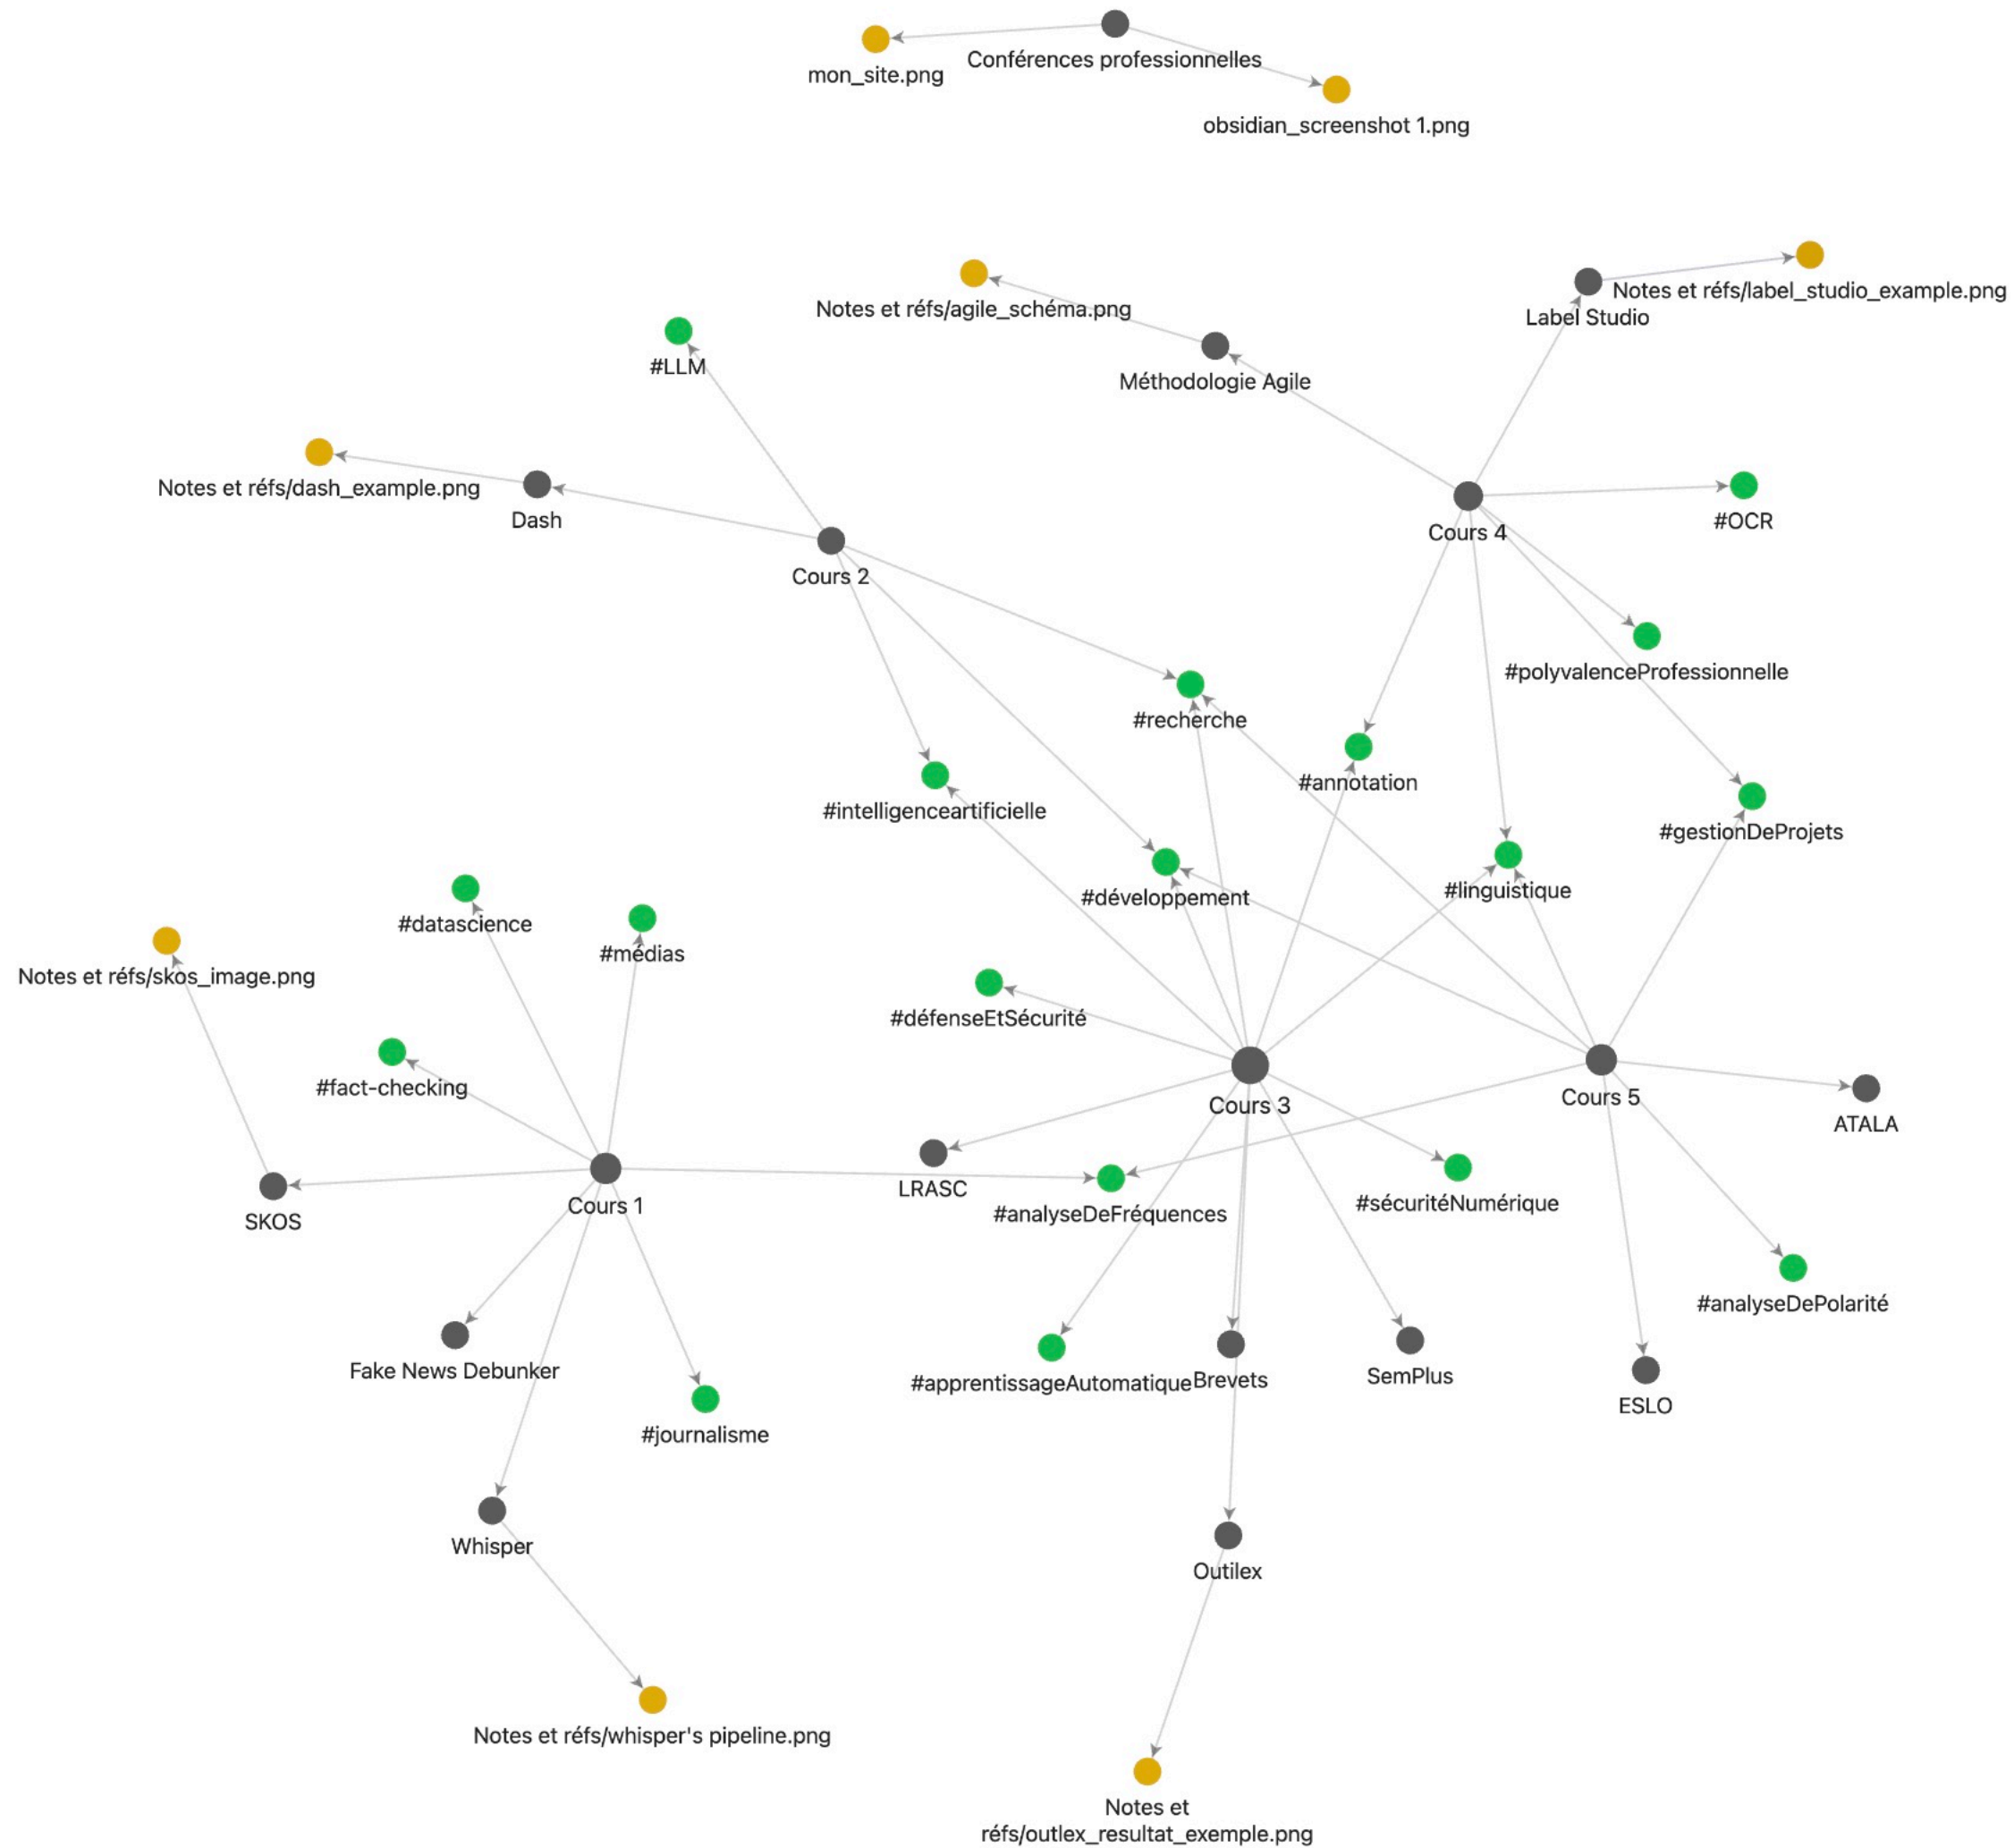 Conférences professionnelles
mon_site.png
obsidian_screenshot 1.png
Notes et réfs/label_studio_example.png
Notes et réfs/agile_schéma.png
Label Studio
#LLM
Méthodologie Agile
Notes et réfs/dash_example.png
Dash
#OCR
Cours 4
Cours 2
#polyvalenceProfessionnelle
#recherche
#annotation
#intelligenceartificielle
#gestionDeProjets
#linguistique
#développement
#datascience
#médias
Notes et réfs/skos_image.png
#défenseEtSécurité
#fact-checking
Cours 3
Cours 5
ATALA
LRASC
Cours 1
#sécuritéNumérique
#analyseDeFréquences
SKOS
#analyseDePolarité
Fake News Debunker
SemPlus
#apprentissageAutomatique
Brevets
ESLO
#journalisme
Whisper
Outilex
Notes et réfs/whisper's pipeline.png
Notes et
réfs/outlex_resultat_exemple.png